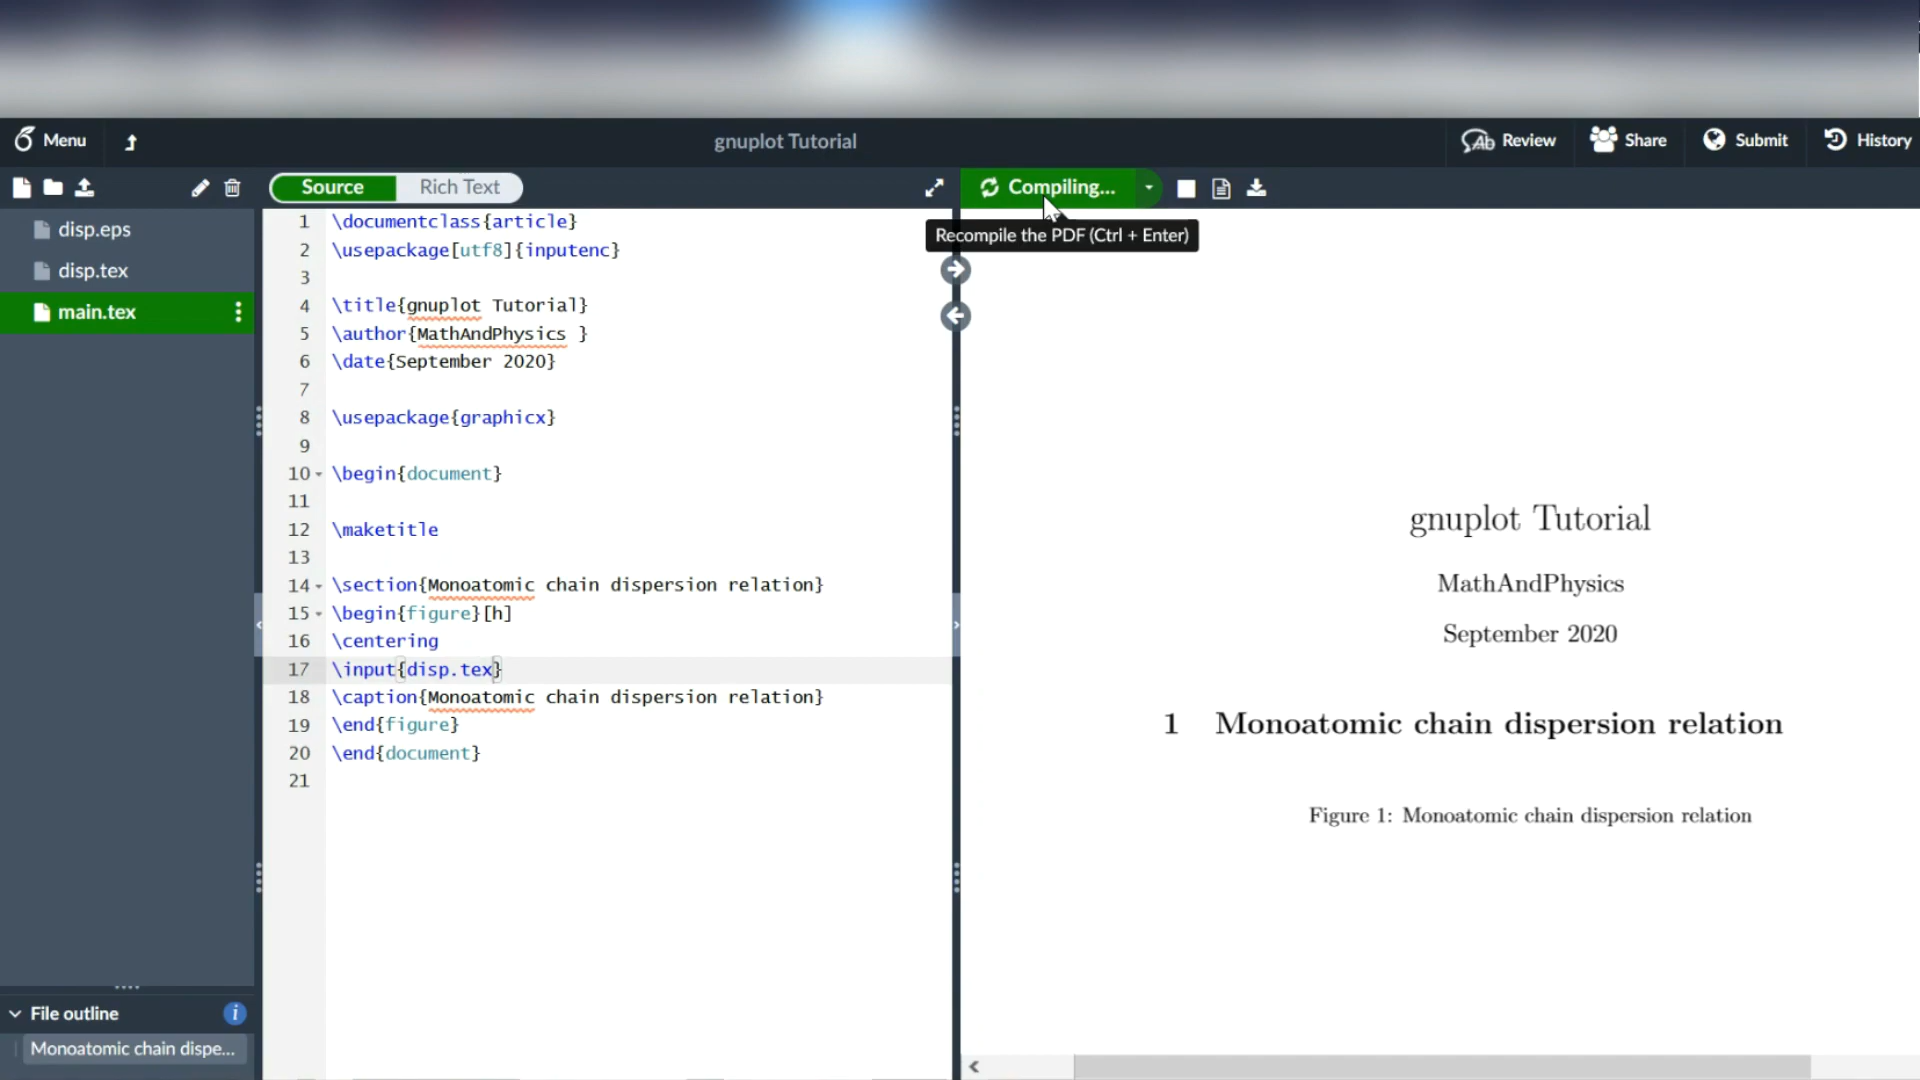 Menu
gnuplot Tutorial
Review
Share
Submit
History
Source
Rich Text
Compiling...
Recompile the PDF (Ctrl + Enter)
disp.eps
disp.tex
main.tex
1 \documentclass{article}
2 \usepackage[utf8]{inputenc}
3
4 \title{gnuplot Tutorial}
5 \author{MathAndPhysics }
6 \date{September 2020}
7
8 \usepackage{graphicx}
9
10 \begin{document}
11
12 \maketitle
13
14 \section{Monoatomic chain dispersion relation}
15 \begin{figure}[h]
16 \centering
17 \input{disp.tex}
18 \caption{Monoatomic chain dispersion relation}
19 \end{figure}
20 \end{document}
21
gnuplot Tutorial
MathAndPhysics
September 2020
1 Monoatomic chain dispersion relation
Figure 1: Monoatomic chain dispersion relation
File outline
Monoatomic chain dispe...